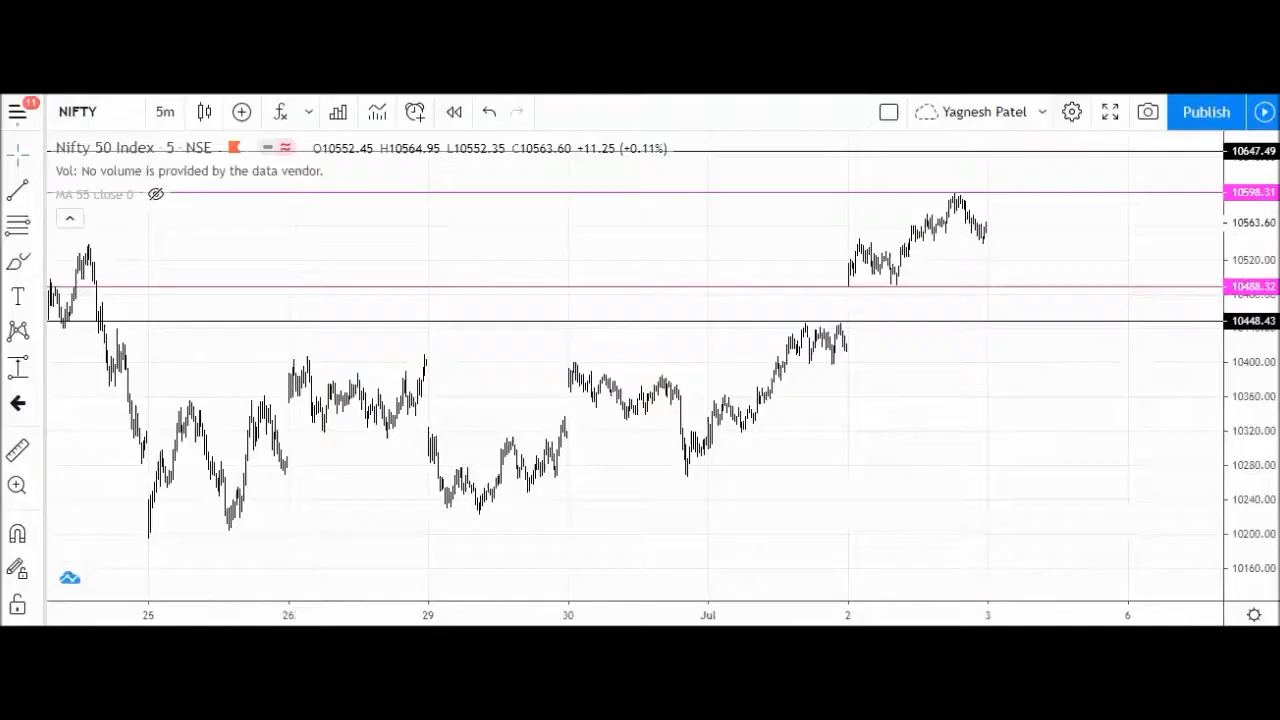 11
NIFTY
5m
Yagnesh Patel
Publish
Nifty 50 Index · 5 · NSE
O10552.45 H10564.95 L10552.35 C10563.60 +11.25 (+0.11%)
Vol: No volume is provided by the data vendor.
MA 55 close 0
10647.49
10598.31
10563.60
10520.00
10488.32
10448.43
10400.00
10360.00
10320.00
10280.00
10240.00
10200.00
10160.00
25 26 29 30 Jul 2 3 6